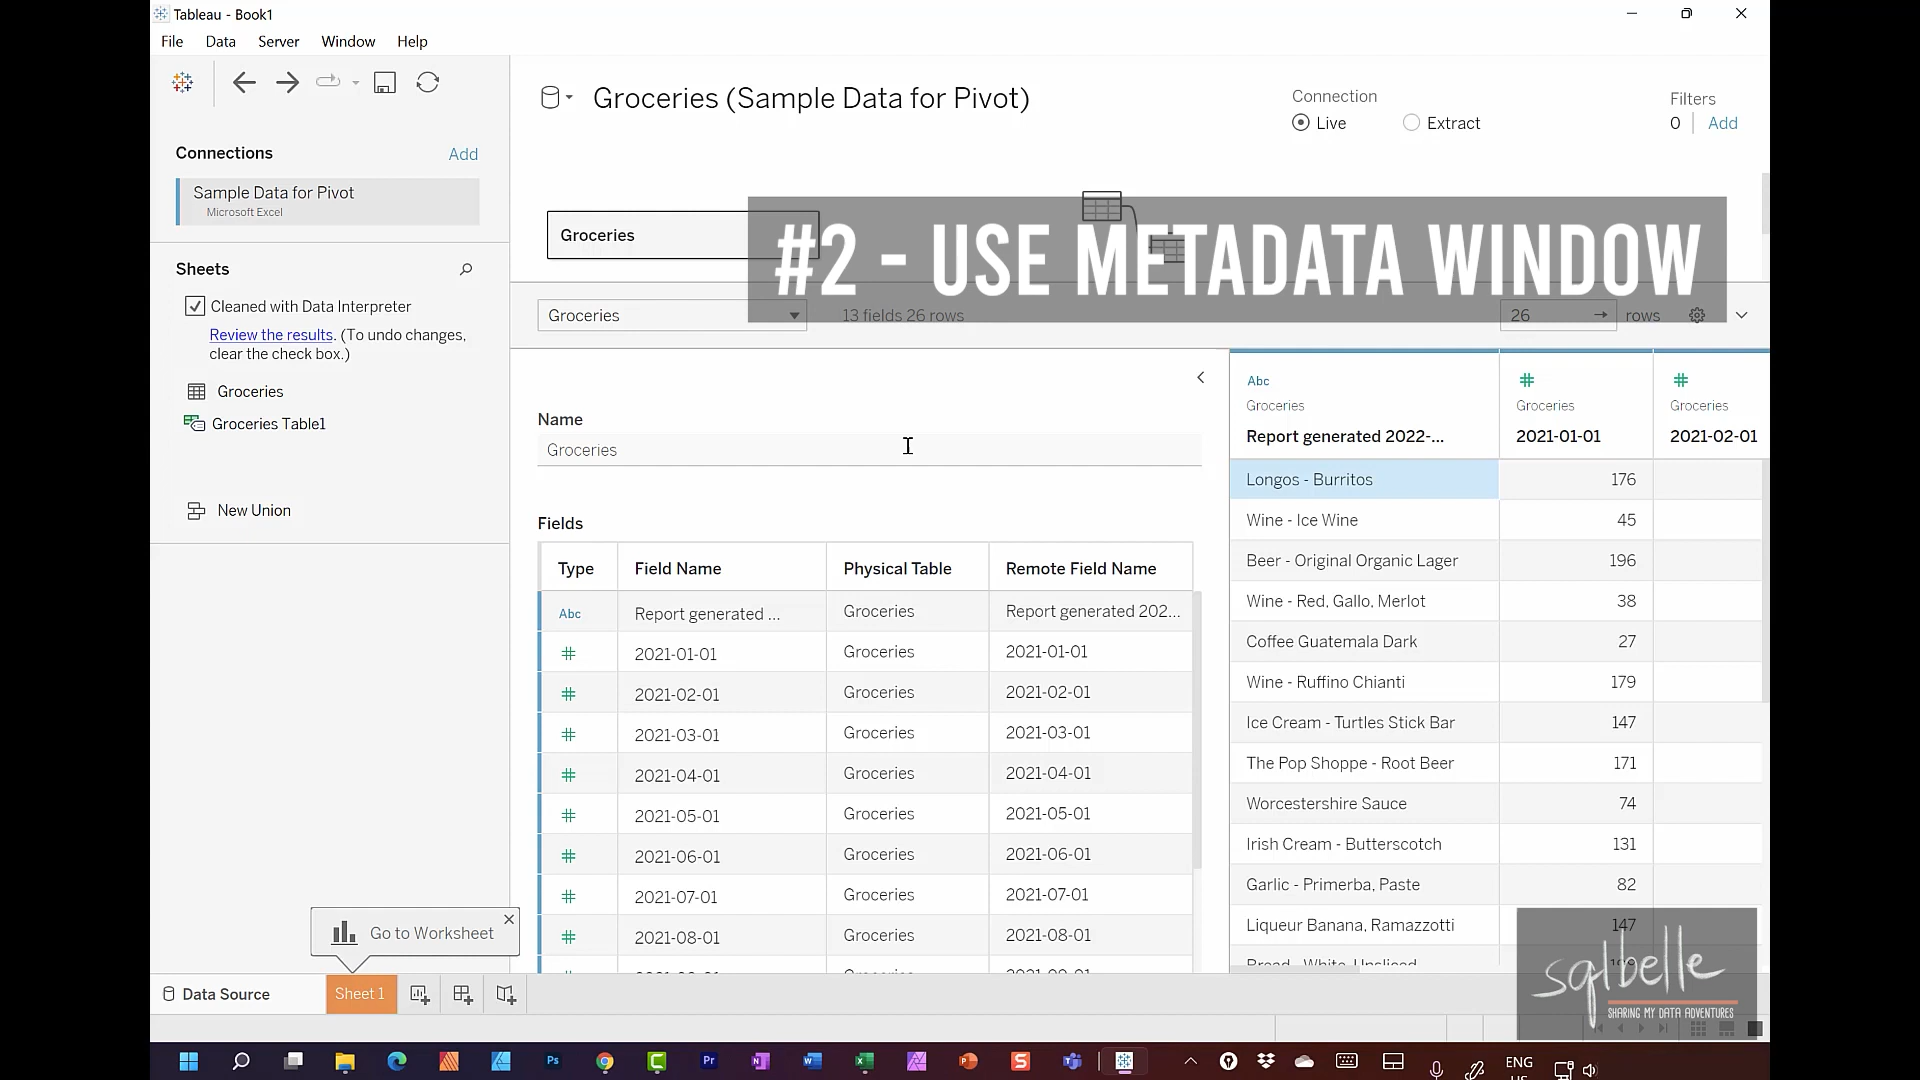 Tableau - Book1
File Data Server Window Help
Connections Add
Sample Data for Pivot
Microsoft Excel
Sheets
Cleaned with Data Interpreter
Review the results. (To undo changes,
clear the check box.)
Groceries
Groceries Table1
New Union
Go to Worksheet
Groceries (Sample Data for Pivot)
Connection
Live Extract
Filters
0 Add
Groceries
#2 - USE METADATA WINDOW
Groceries 13 fields 26 rows 26 rows
Name
Groceries
Fields
Type Field Name Physical Table Remote Field Name
Abc Report generated ... Groceries Report generated 202...
# 2021-01-01 Groceries 2021-01-01
# 2021-02-01 Groceries 2021-02-01
# 2021-03-01 Groceries 2021-03-01
# 2021-04-01 Groceries 2021-04-01
# 2021-05-01 Groceries 2021-05-01
# 2021-06-01 Groceries 2021-06-01
# 2021-07-01 Groceries 2021-07-01
# 2021-08-01 Groceries 2021-08-01
Abc # #
Groceries Groceries Groceries
Report generated 2022-... 2021-01-01 2021-02-01
Longos - Burritos 176
Wine - Ice Wine 45
Beer - Original Organic Lager 196
Wine - Red, Gallo, Merlot 38
Coffee Guatemala Dark 27
Wine - Ruffino Chianti 179
Ice Cream - Turtles Stick Bar 147
The Pop Shoppe - Root Beer 171
Worcestershire Sauce 74
Irish Cream - Butterscotch 131
Garlic - Primerba, Paste 82
Liqueur Banana, Ramazzotti 147
Bread - White, Unsliced
sqlbelle
SHARING MY DATA ADVENTURES
Data Source Sheet 1
Ps Pr
ENG